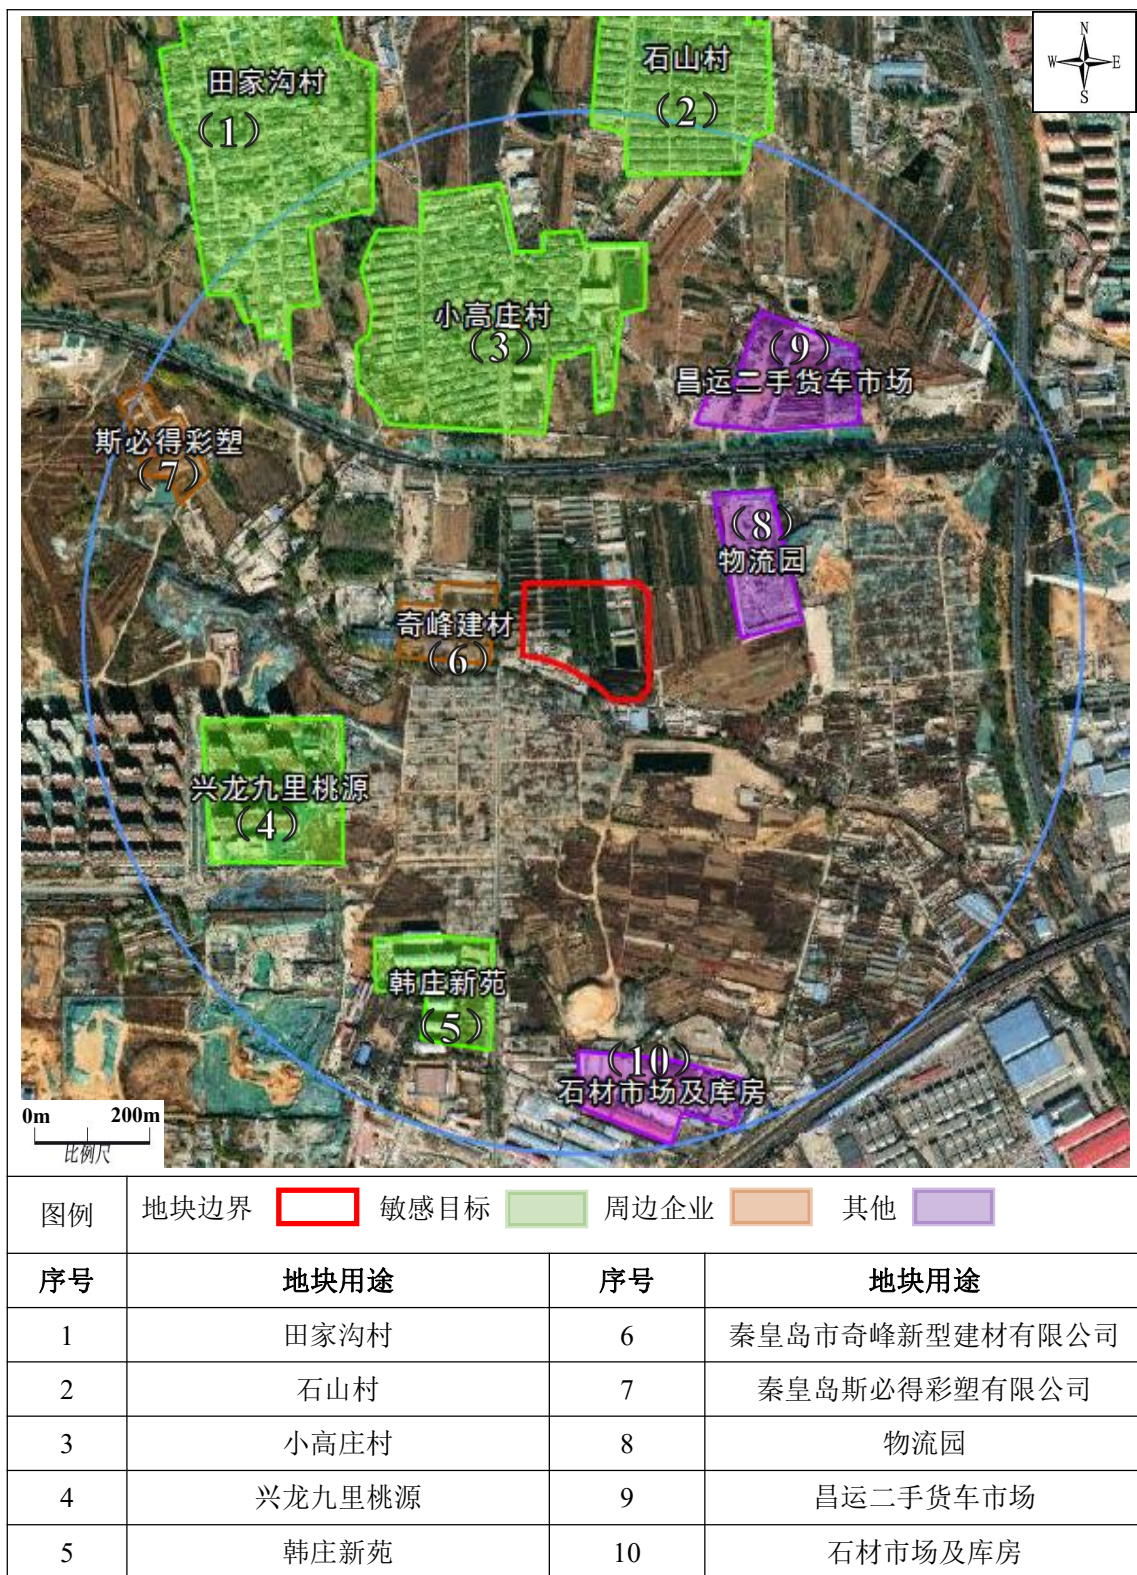 N
W E
S
田家沟村
（1）
石山村
（2）
小高庄村
（3）
（9）
昌运二手货车市场
斯必得彩塑
（7）
（8）
物流园
奇峰建材
（6）
兴龙九里桃源
（4）
韩庄新苑
（5）
（10）
石材市场及库房
0m 200m
比例尺
图例 地块边界 敏感目标 周边企业 其他
序号 地块用途 序号 地块用途
1 田家沟村 6 秦皇岛市奇峰新型建材有限公司
2 石山村 7 秦皇岛斯必得彩塑有限公司
3 小高庄村 8 物流园
4 兴龙九里桃源 9 昌运二手货车市场
5 韩庄新苑 10 石材市场及库房